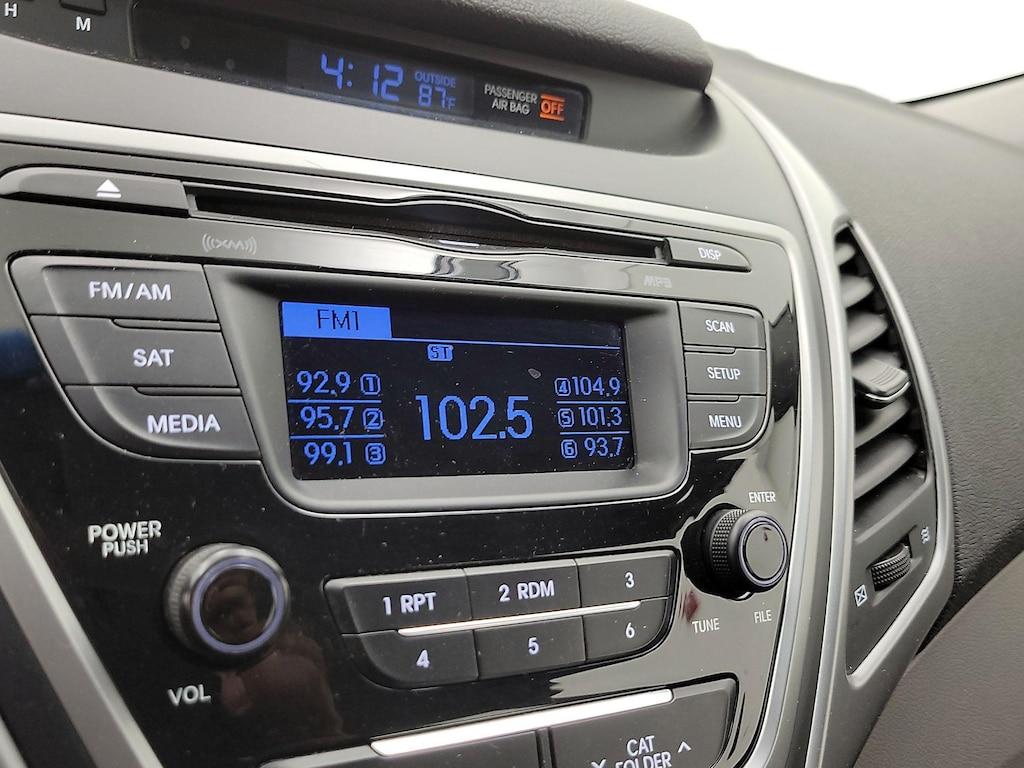 H
M
4:12
OUTSIDE
87°F
PASSENGER
AIR BAG
OFF
((XM))
DISP
MP3
FM/AM
SAT
MEDIA
FM1
ST
92.9 1
95.7 2
99.1 3
102.5
4 104.9
5 101.3
6 93.7
SCAN
SETUP
MENU
POWER
PUSH
VOL
1 RPT
2 RDM
3
4
5
6
ENTER
TUNE
FILE
CAT
FOLDER